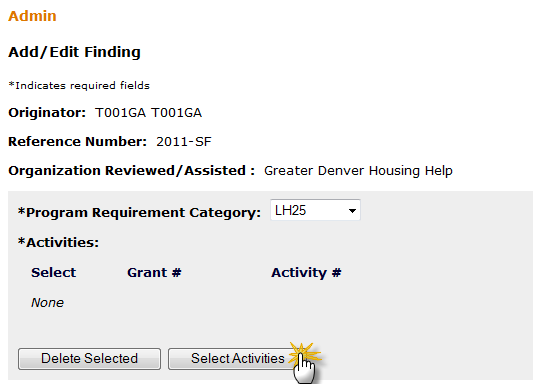 Admin
Add/Edit Finding
*Indicates required fields
Originator: T001GA T001GA
Reference Number: 2011-SF
Organization Reviewed/Assisted : Greater Denver Housing Help
*Program Requirement Category: LH25
*Activities:
Select Grant # Activity #
None
Delete Selected Select Activities